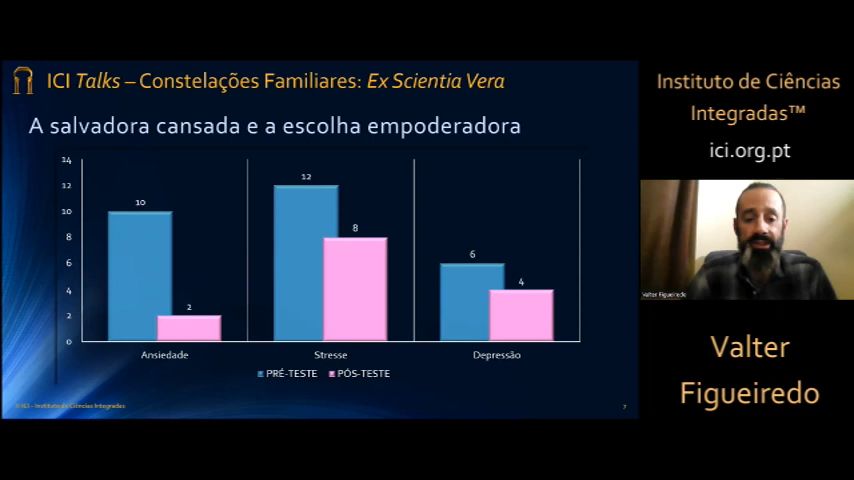 ICI Talks – Constelações Familiares: Ex Scientia Vera
A salvadora cansada e a escolha empoderadora
14
12
10
8
6
4
2
0
10
2
12
8
6
4
Ansiedade
Stresse
Depressão
PRÉ-TESTE
PÓS-TESTE
ICI - Instituto de Ciências Integradas
7
Instituto de Ciências
Integradas™
ici.org.pt
Valter Figueiredo
Valter
Figueiredo